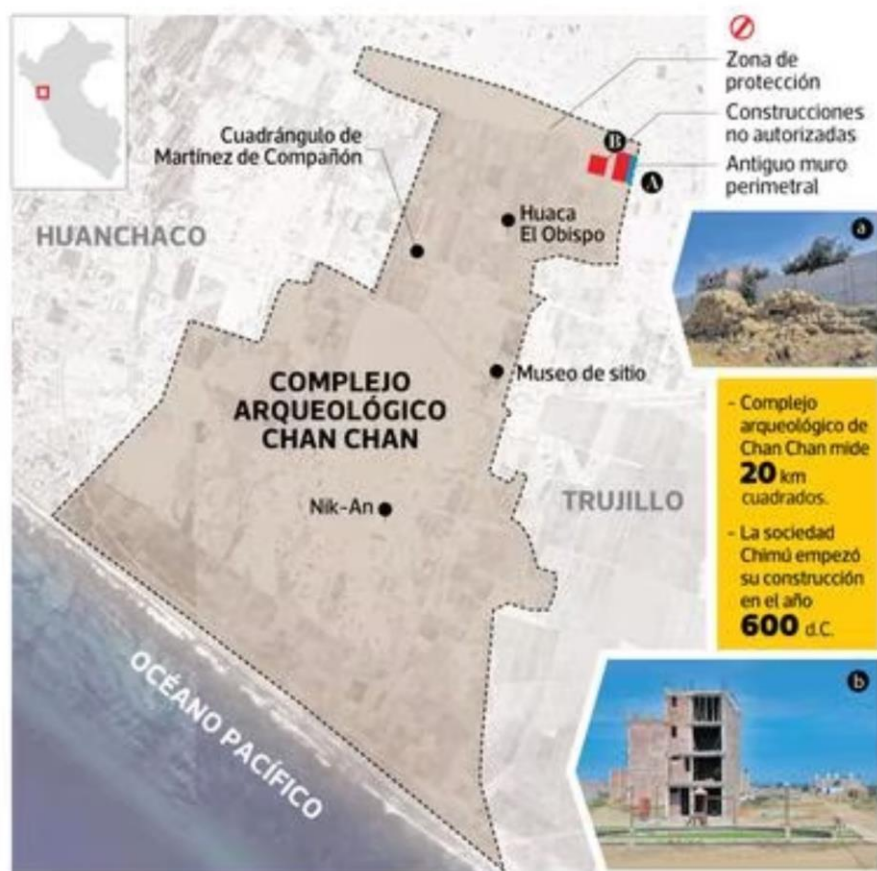 Zona de
protección
Construcciones
no autorizadas
Antiguo muro
perimetral
B
A
Cuadrángulo de
Martínez de Compañón
Huaca
El Obispo
HUANCHACO
a
Museo de sitio
COMPLEJO
ARQUEOLÓGICO
CHAN CHAN
Nik-An
TRUJILLO
- Complejo
arqueológico de
Chan Chan mide
20 km
cuadrados.
- La sociedad
Chimú empezó
su construcción
en el año
600 d.C.
OCÉANO PACÍFICO
b